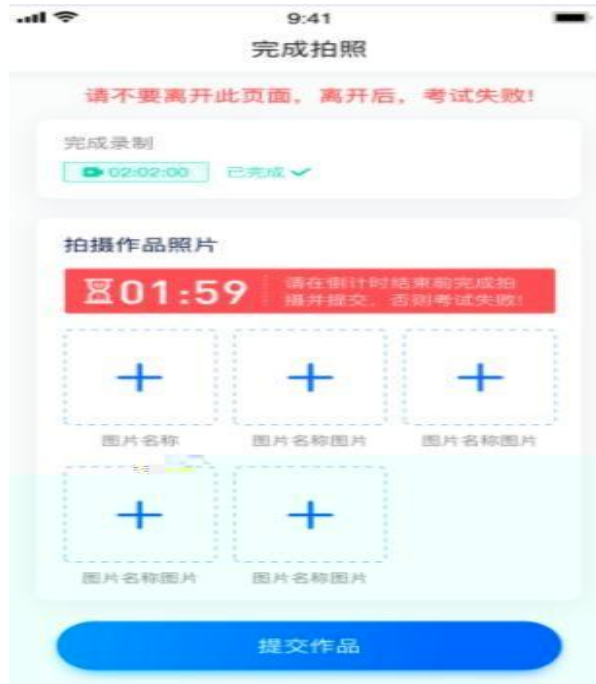 9:41
完成拍照
请不要离开此页面，离开后，考试失败!
完成录制
02:02:00 已完成
拍摄作品照片
01:59
请在倒计时结束前完成拍
摄并提交，否则考试失败!
图片名称 图片名称图片 图片名称图片
图片名称图片 图片名称图片
提交作品